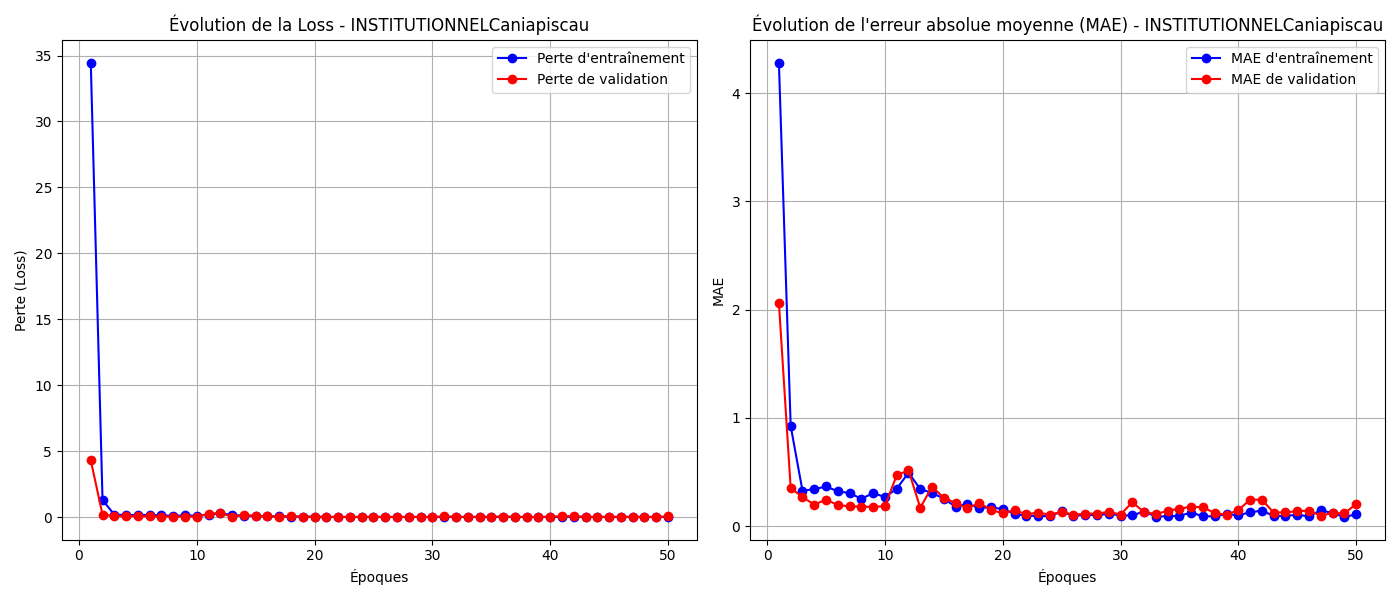 Évolution de la Loss - INSTITUTIONNELCaniapiscau
Perte d'entraînement
Perte de validation
Perte (Loss)
35
30
25
20
15
10
5
0
0 10 20 30 40 50
Époques
Évolution de l'erreur absolue moyenne (MAE) - INSTITUTIONNELCaniapiscau
MAE d'entraînement
MAE de validation
MAE
4
3
2
1
0
0 10 20 30 40 50
Époques